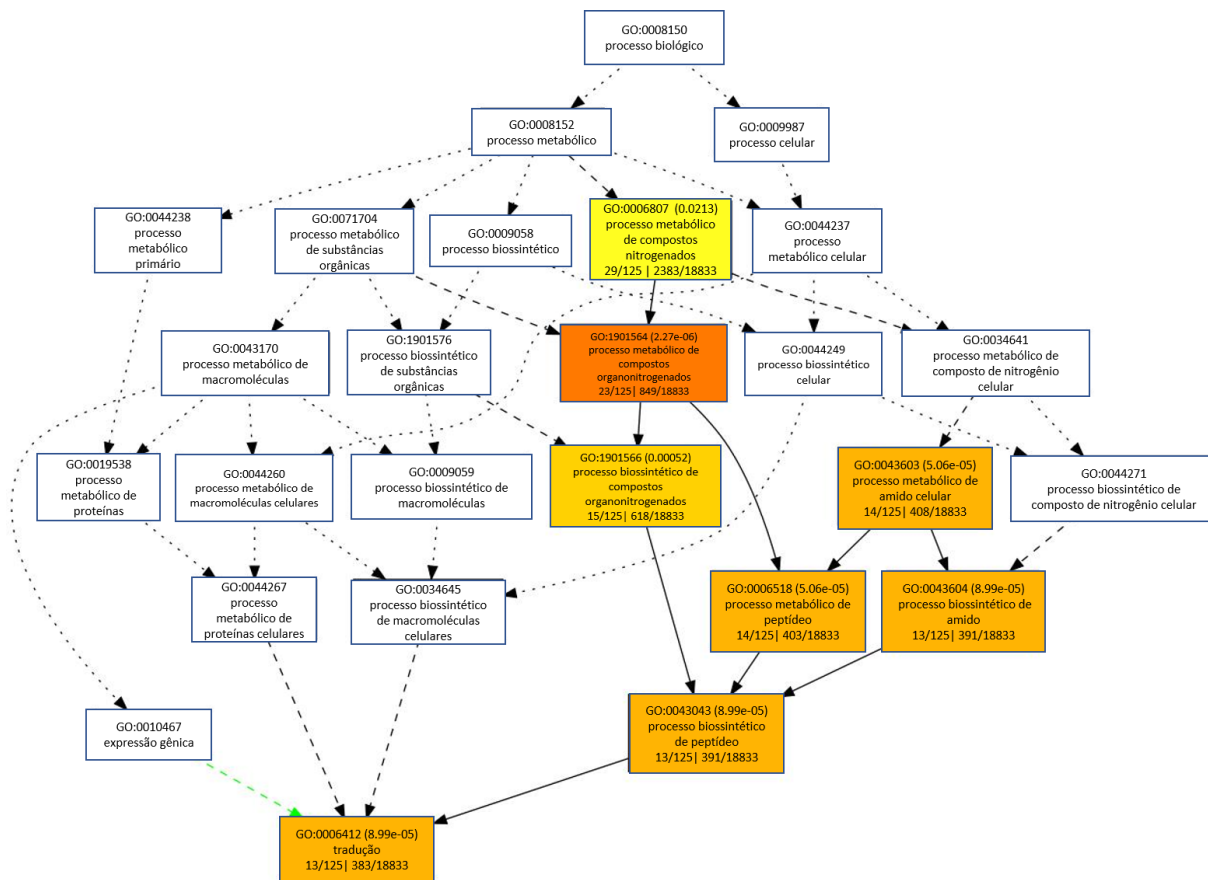 GO:0008150
processo biológico
GO:0008152
processo metabólico
GO:0009987
processo celular
GO:0044238
processo
metabólico
primário
GO:0071704
processo metabólico
de substâncias
orgânicas
GO:0009058
processo biossintético
GO:0006807 (0.0213)
processo metabólico
de compostos
nitrogenados
29/125 | 2383/18833
GO:0044237
processo
metabólico celular
GO:0043170
processo metabólico de
macromoléculas
GO:1901576
processo biossintético
de substâncias
orgânicas
GO:1901564 (2.27e-06)
processo metabólico de
compostos
organonitrogenados
23/125| 849/18833
GO:0044249
processo biossintético
celular
GO:0034641
processo metabólico de
composto de nitrogênio
celular
GO:0019538
processo
metabólico de
proteínas
GO:0044260
processo metabólico de
macromoléculas celulares
GO:0009059
processo biossintético de
macromoléculas
GO:1901566 (0.00052)
processo biossintético de
compostos
organonitrogenados
15/125| 618/18833
GO:0043603 (5.06e-05)
processo metabólico de
amido celular
14/125| 408/18833
GO:0044271
processo biossintético de
composto de nitrogênio celular
GO:0044267
processo
metabólico de
proteínas celulares
GO:0034645
processo biossintético
de macromoléculas
celulares
GO:0006518 (5.06e-05)
processo metabólico de
peptídeo
14/125| 403/18833
GO:0043604 (8.99e-05)
processo biossintético de
amido
13/125| 391/18833
GO:0010467
expressão gênica
GO:0043043 (8.99e-05)
processo biossintético
de peptídeo
13/125| 391/18833
GO:0006412 (8.99e-05)
tradução
13/125| 383/18833